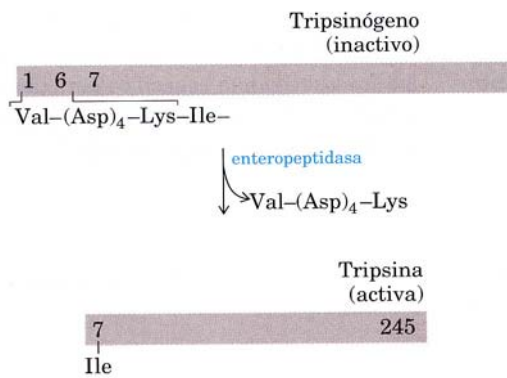 Tripsinógeno
(inactivo)
1 6 7
Val–(Asp)₄–Lys–Ile–
enteropeptidasa
Val–(Asp)₄–Lys
Tripsina
(activa)
7 245
Ile